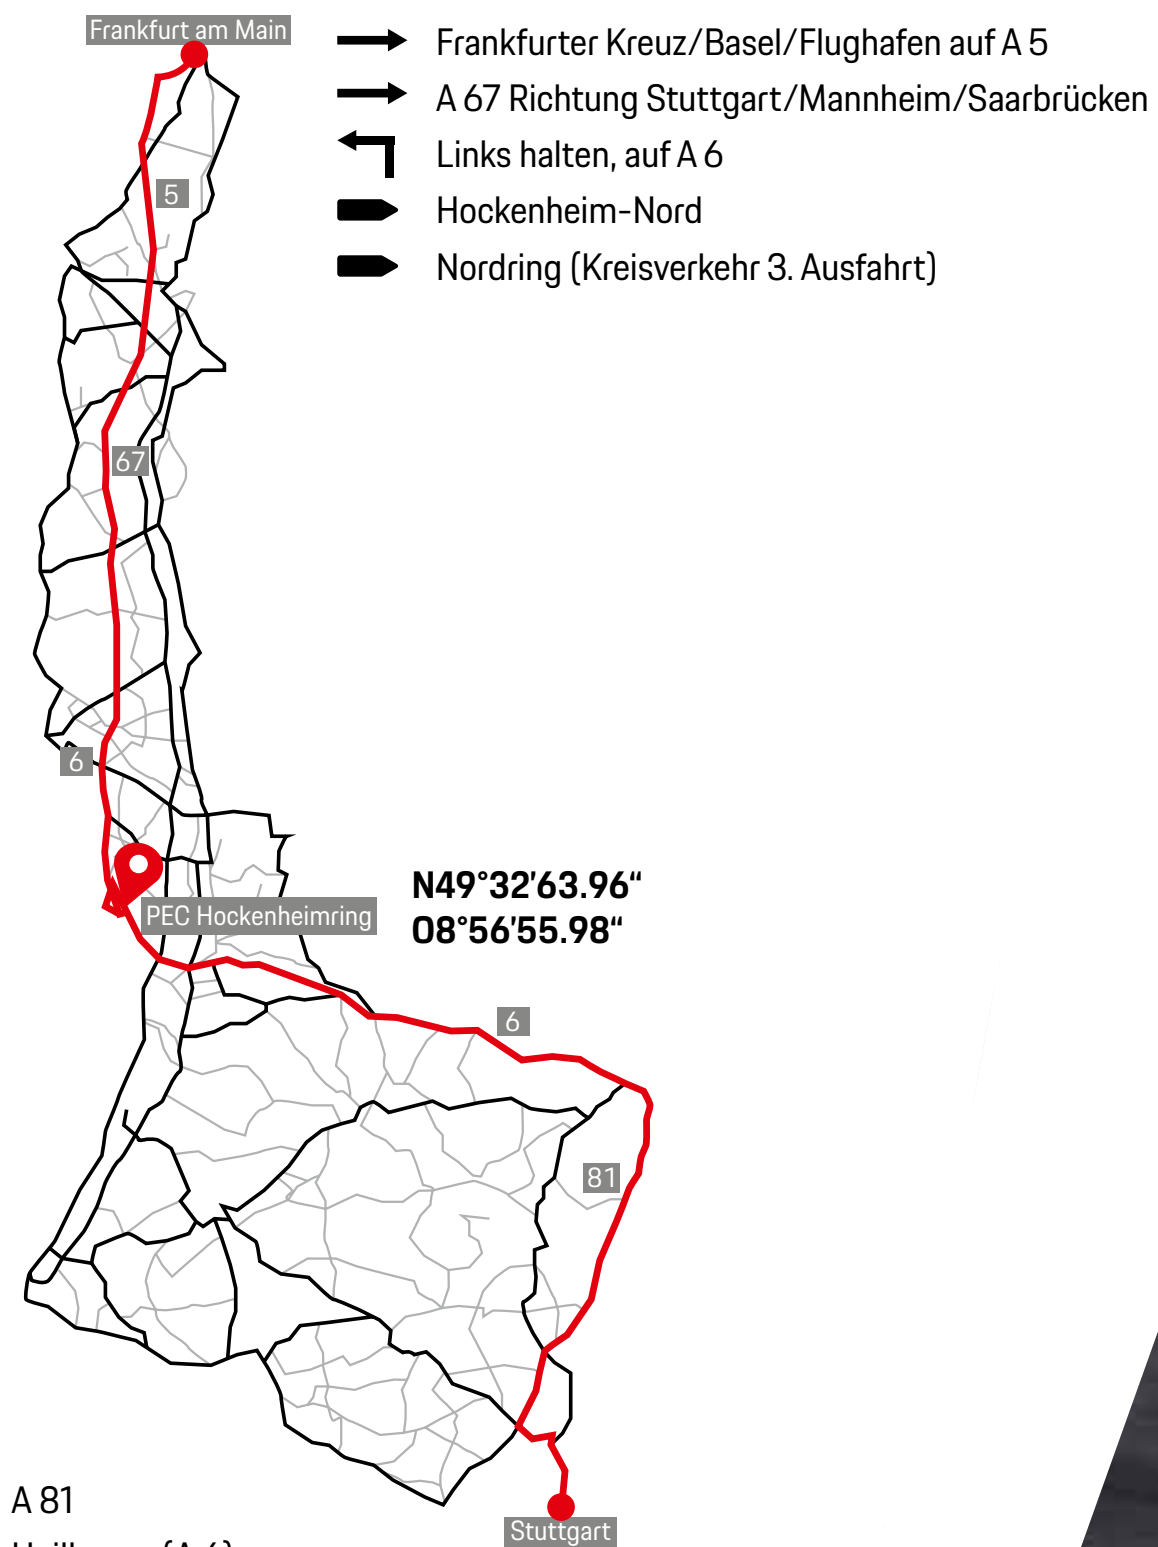 Frankfurt am Main
Frankfurter Kreuz/Basel/Flughafen auf A 5
A 67 Richtung Stuttgart/Mannheim/Saarbrücken
Links halten, auf A 6
Hockenheim-Nord
Nordring (Kreisverkehr 3. Ausfahrt)
5
67
6
PEC Hockenheimring
N49°32'63.96“
O8°56'55.98“
6
81
A 81
Stuttgart